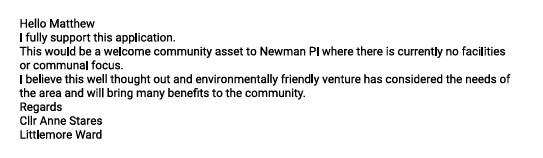 Hello Matthew
I fully support this application.
This would be a welcome community asset to Newman Pl where there is currently no facilities
or communal focus.
I believe this well thought out and environmentally friendly venture has considered the needs of
the area and will bring many benefits to the community.
Regards
Cllr Anne Stares
Littlemore Ward